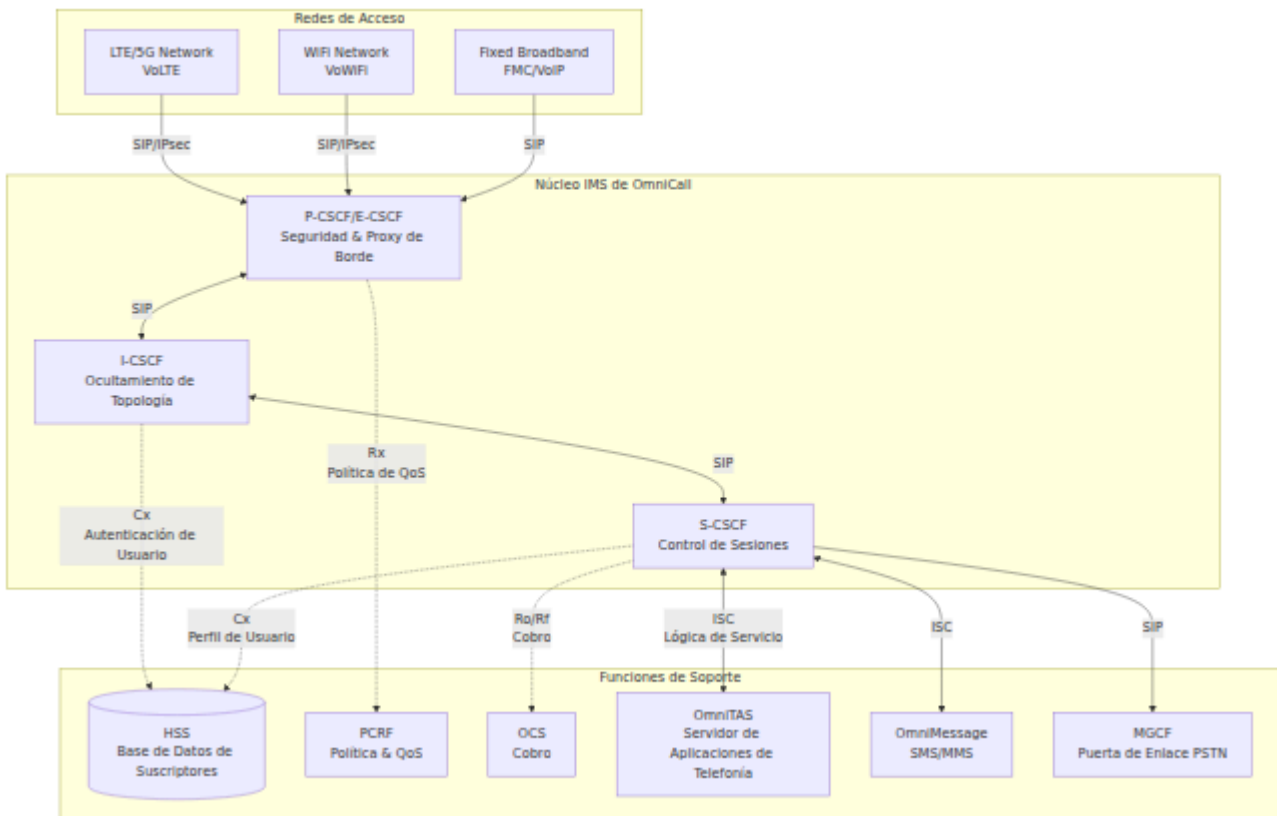 Redes de Acceso
LTE/5G Network
VoLTE
WiFi Network
VoWiFi
Fixed Broadband
FMC/VoIP
SIP/IPsec
SIP/IPsec
SIP
Núcleo IMS de OmniCall
P-CSCF/E-CSCF
Seguridad & Proxy de
Borde
SIP
I-CSCF
Ocultamiento de
Topología
Rx
Política de QoS
SIP
Cx
Autenticación de
Usuario
S-CSCF
Control de Sesiones
Cx
Perfil de Usuario
Ro/Rf
Cobro
ISC
Lógica de Servicio
ISC
SIP
Funciones de Soporte
HSS
Base de Datos de
Suscriptores
PCRF
Política & QoS
OCS
Cobro
OmniTAS
Servidor de
Aplicaciones de
Telefonía
OmniMessage
SMS/MMS
MGCF
Puerta de Enlace PSTN